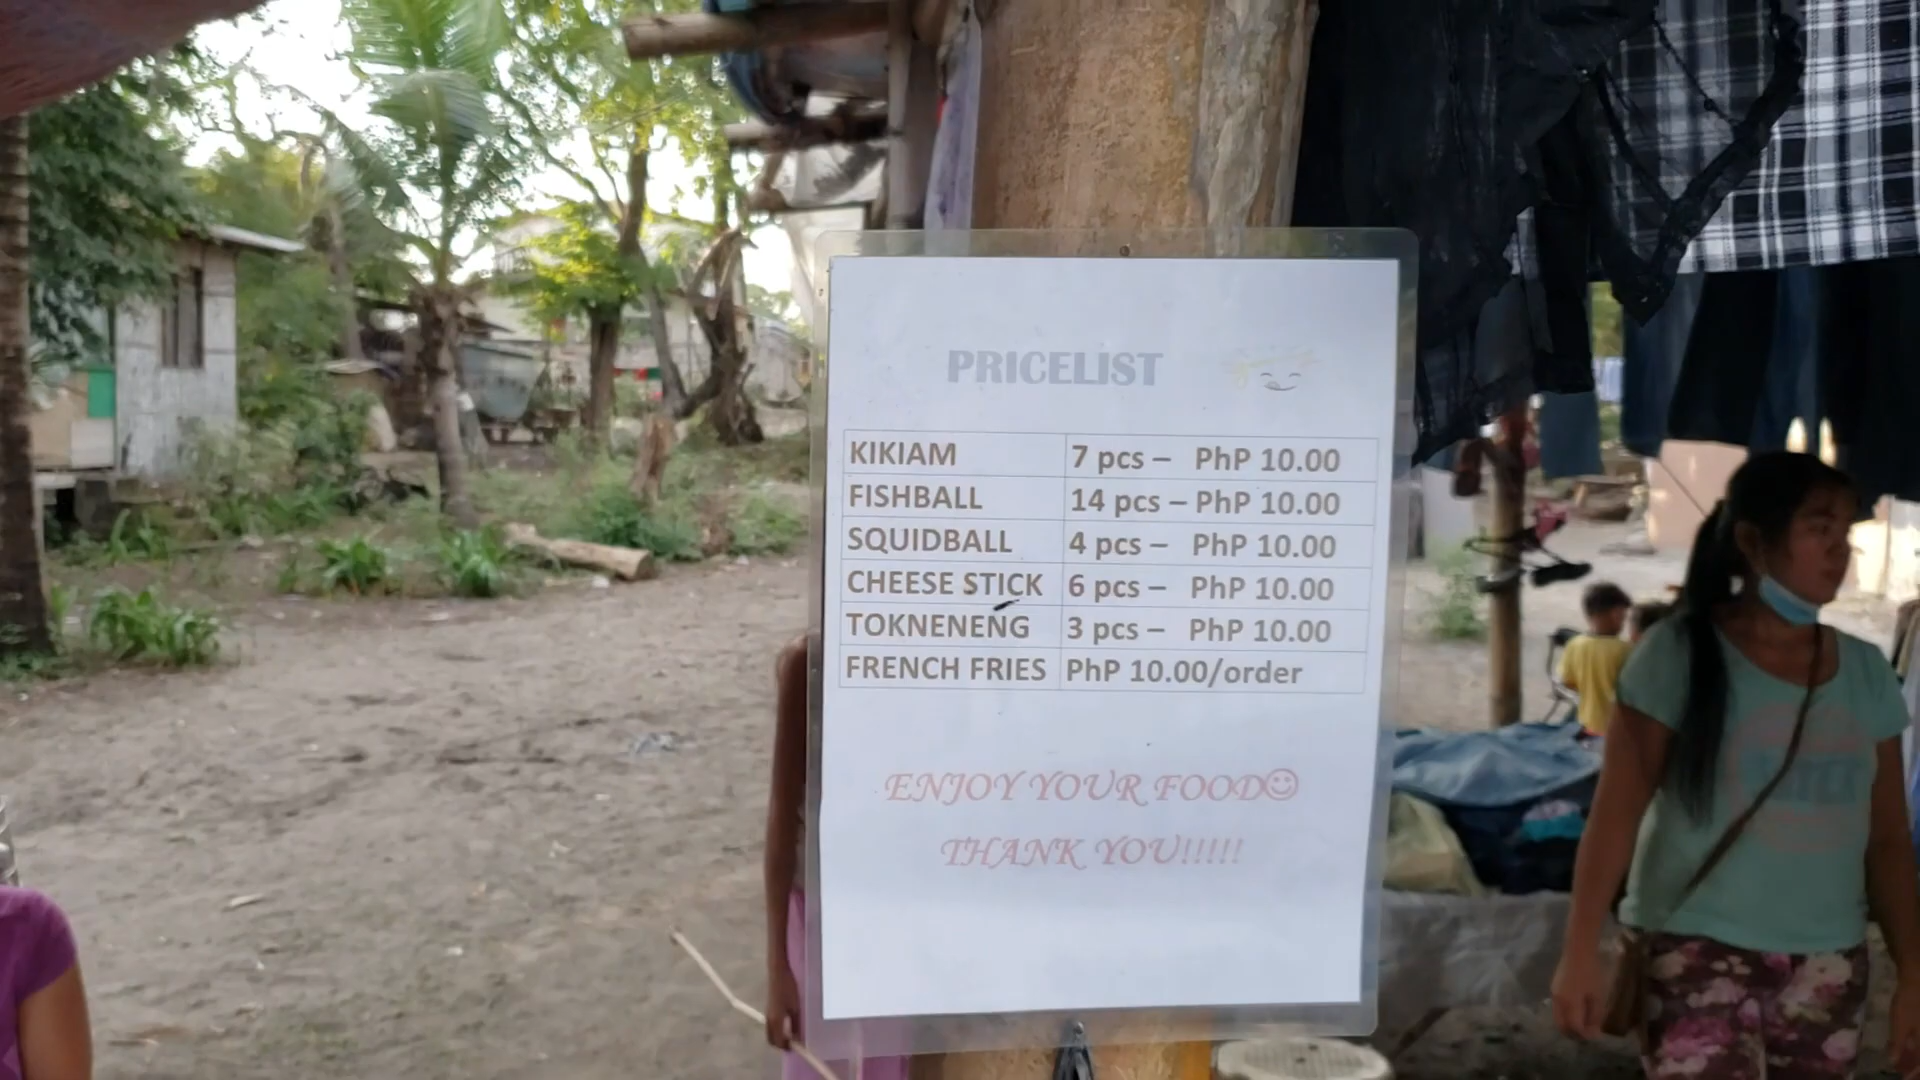 PRICELIST
KIKIAM 7 pcs – PhP 10.00
FISHBALL 14 pcs – PhP 10.00
SQUIDBALL 4 pcs – PhP 10.00
CHEESE STICK 6 pcs – PhP 10.00
TOKNENENG 3 pcs – PhP 10.00
FRENCH FRIES PhP 10.00/order
ENJOY YOUR FOOD☺
THANK YOU!!!!!